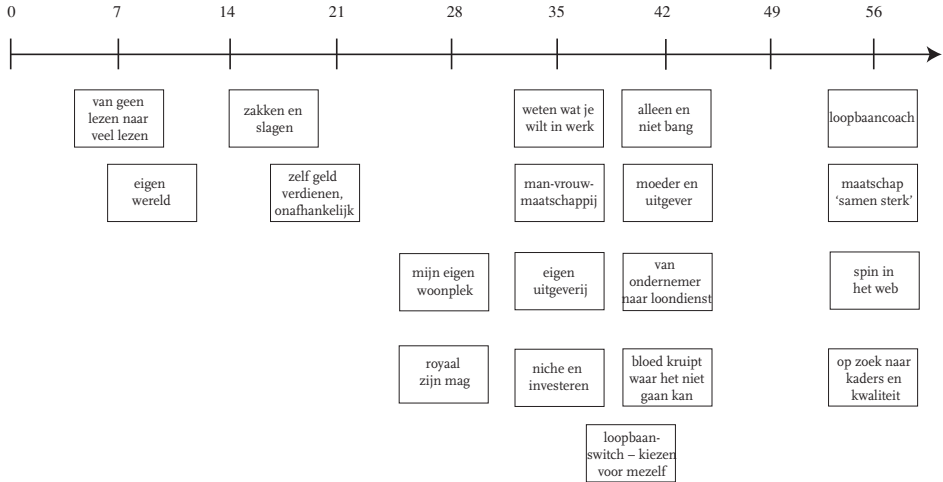 0 7 14 21 28 35 42 49 56
van geen
lezen naar
veel lezen
zakken en
slagen
weten wat je
wilt in werk
alleen en
niet bang
loopbaancoach
eigen
wereld
zelf geld
verdienen,
onafhankelijk
man-vrouw-
maatschappij
moeder en
uitgever
maatschap
‘samen sterk’
mijn eigen
woonplek
eigen
uitgeverij
van
ondernemer
naar loondienst
spin in
het web
royaal
zijn mag
niche en
investeren
bloed kruipt
waar het niet
gaan kan
op zoek naar
kaders en
kwaliteit
loopbaan-
switch – kiezen
voor mezelf